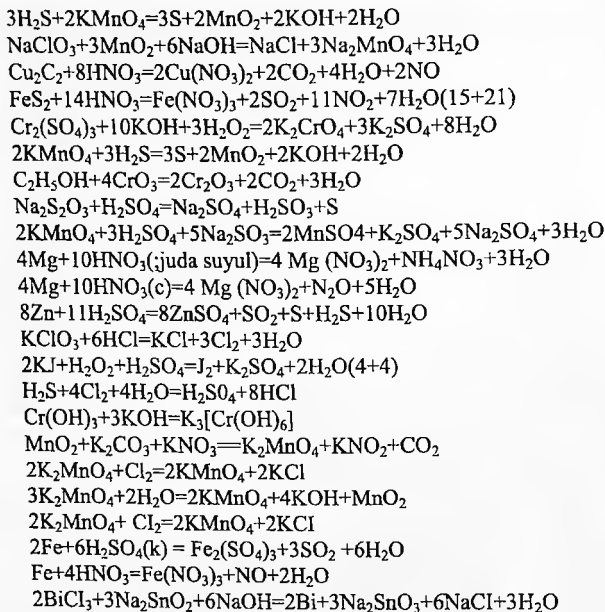 3H₂S+2KMnO₄=3S+2MnO₂+2KOH+2H₂O
NaClO₃+3MnO₂+6NaOH=NaCl+3Na₂MnO₄+3H₂O
Cu₂C₂+8HNO₃=2Cu(NO₃)₂+2CO₂+4H₂O+2NO
FeS₂+14HNO₃=Fe(NO₃)₃+2SO₂+11NO₂+7H₂O(15+21)
Cr₂(SO₄)₃+10KOH+3H₂O₂=2K₂CrO₄+3K₂SO₄+8H₂O
2KMnO₄+3H₂S=3S+2MnO₂+2KOH+2H₂O
C₂H₅OH+4CrO₃=2Cr₂O₃+2CO₂+3H₂O
Na₂S₂O₃+H₂SO₄=Na₂SO₄+H₂SO₃+S
2KMnO₄+3H₂SO₄+5Na₂SO₃=2MnSO4+K₂SO₄+5Na₂SO₄+3H₂O
4Mg+10HNO₃(;juda suyul)=4 Mg (NO₃)₂+NH₄NO₃+3H₂O
4Mg+10HNO₃(c)=4 Mg (NO₃)₂+N₂O+5H₂O
8Zn+11H₂SO₄=8ZnSO₄+SO₂+S+H₂S+10H₂O
KClO₃+6HCl=KCl+3Cl₂+3H₂O
2KJ+H₂O₂+H₂SO₄=J₂+K₂SO₄+2H₂O(4+4)
H₂S+4Cl₂+4H₂O=H₂S0₄+8HCl
Cr(OH)₃+3KOH=K₃[Cr(OH)₆]
MnO₂+K₂CO₃+KNO₃==K₂MnO₄+KNO₂+CO₂
2K₂MnO₄+Cl₂=2KMnO₄+2KCl
3K₂MnO₄+2H₂O=2KMnO₄+4KOH+MnO₂
2K₂MnO₄+ CI₂=2KMnO₄+2KCI
2Fe+6H₂SO₄(k) = Fe₂(SO₄)₃+3SO₂ +6H₂O
Fe+4HNO₃=Fe(NO₃)₃+NO+2H₂O
2BiCI₃+3Na₂SnO₂+6NaOH=2Bi+3Na₂SnO₃+6NaCI+3H₂O